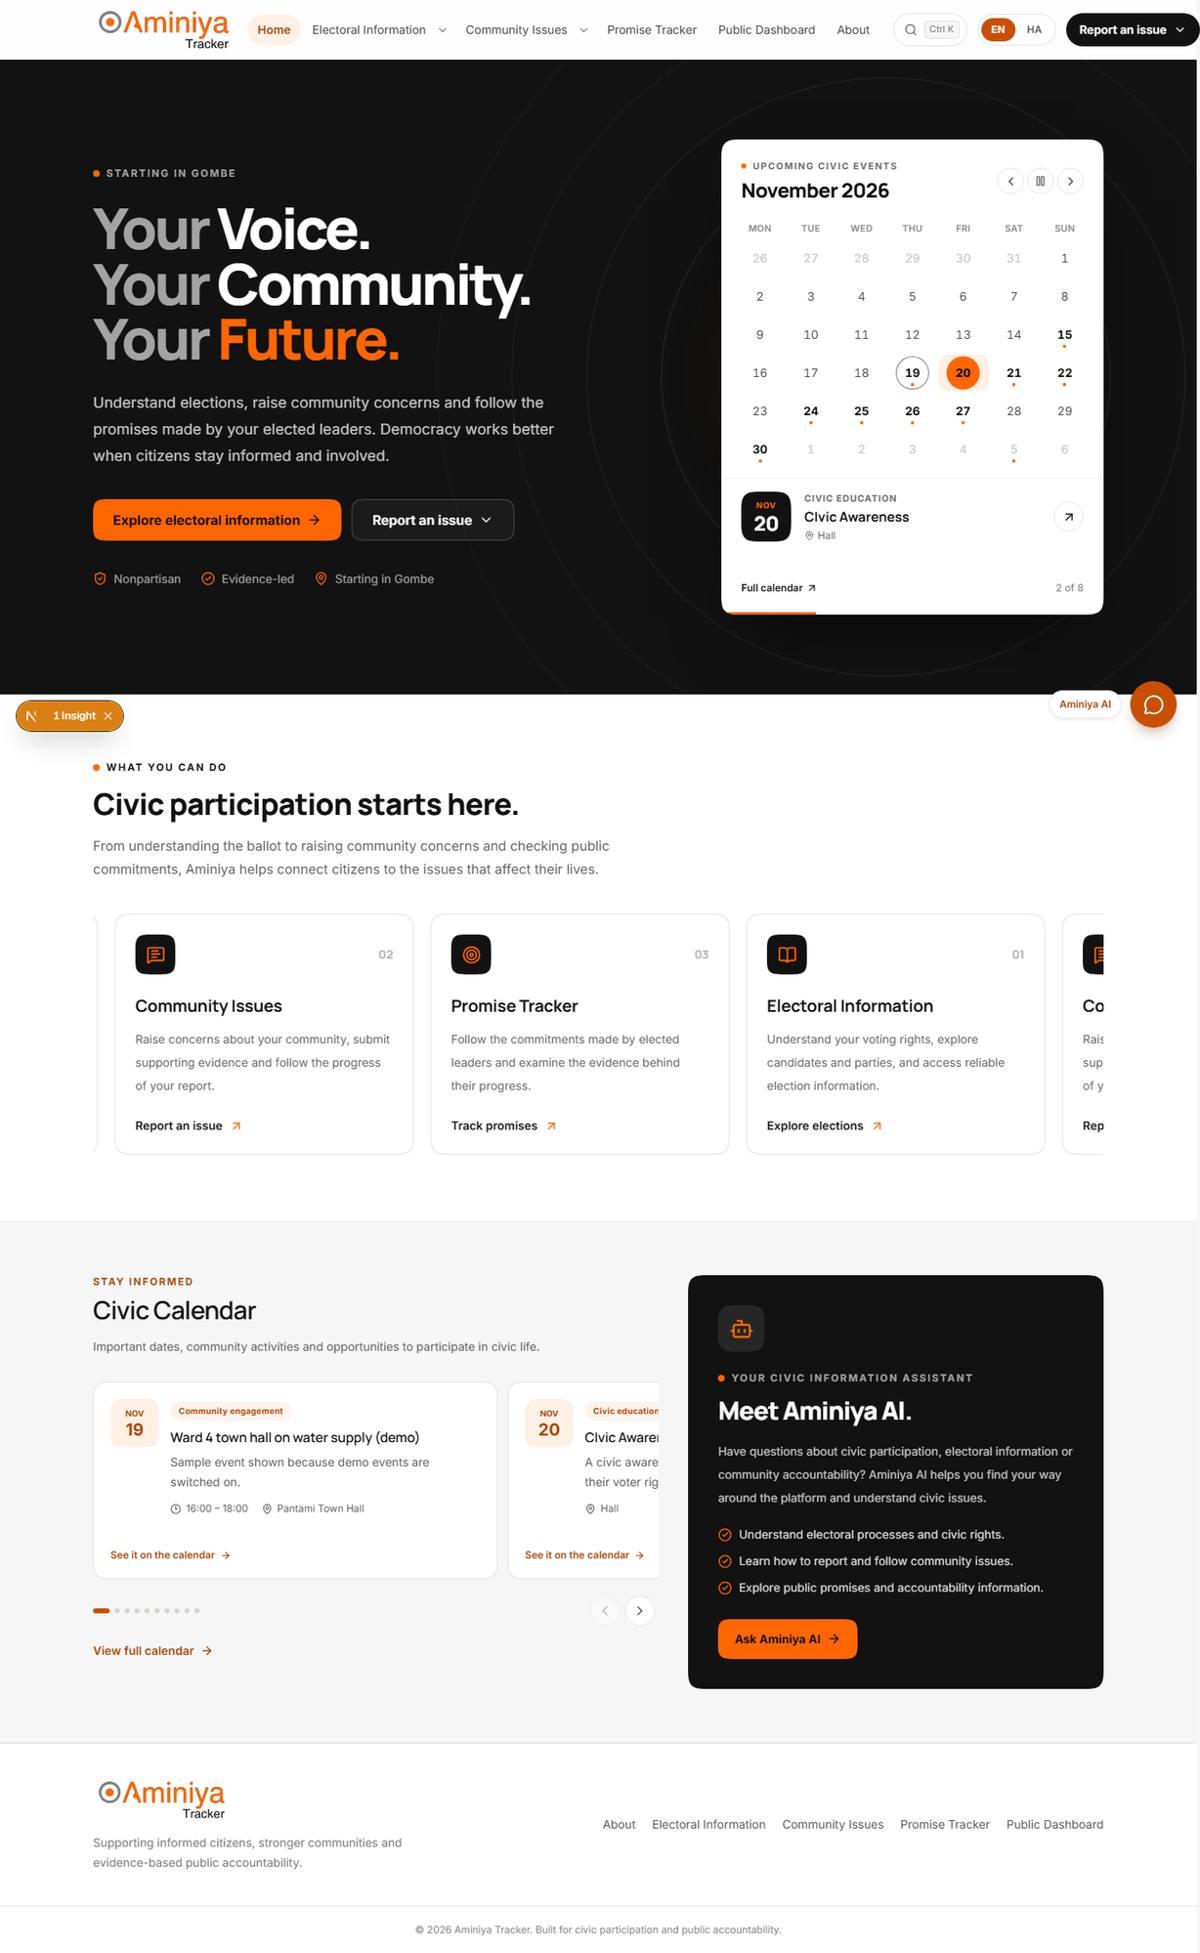 Aminiya
Tracker
Home
Electoral Information
Community Issues
Promise Tracker
Public Dashboard
About
Ctrl K
EN
HA
Report an issue
STARTING IN GOMBE
Your Voice.
Your Community.
Your Future.
Understand elections, raise community concerns and follow the
promises made by your elected leaders. Democracy works better
when citizens stay informed and involved.
Explore electoral information
Report an issue
Nonpartisan
Evidence-led
Starting in Gombe
UPCOMING CIVIC EVENTS
November 2026
MON TUE WED THU FRI SAT SUN
26 27 28 29 30 31 1
2 3 4 5 6 7 8
9 10 11 12 13 14 15
16 17 18 19 20 21 22
23 24 25 26 27 28 29
30 1 2 3 4 5 6
NOV
20
CIVIC EDUCATION
CIvic Awareness
Hall
Full calendar
2 of 8
1 Insight
Aminiya AI
WHAT YOU CAN DO
Civic participation starts here.
From understanding the ballot to raising community concerns and checking public
commitments, Aminiya helps connect citizens to the issues that affect their lives.
02
Community Issues
Raise concerns about your community, submit
supporting evidence and follow the progress
of your report.
Report an issue
03
Promise Tracker
Follow the commitments made by elected
leaders and examine the evidence behind
their progress.
Track promises
01
Electoral Information
Understand your voting rights, explore
candidates and parties, and access reliable
election information.
Explore elections
Co
Rais
sup
of y
Rep
STAY INFORMED
Civic Calendar
Important dates, community activities and opportunities to participate in civic life.
NOV
19
Community engagement
Ward 4 town hall on water supply (demo)
Sample event shown because demo events are
switched on.
16:00 – 18:00
Pantami Town Hall
See it on the calendar
NOV
20
Civic education
CIvic Awarer
A civic aware
their voter rig
Hall
See it on the calendar
View full calendar
YOUR CIVIC INFORMATION ASSISTANT
Meet Aminiya AI.
Have questions about civic participation, electoral information or
community accountability? Aminiya AI helps you find your way
around the platform and understand civic issues.
Understand electoral processes and civic rights.
Learn how to report and follow community issues.
Explore public promises and accountability information.
Ask Aminiya AI
Aminiya
Tracker
Supporting informed citizens, stronger communities and
evidence-based public accountability.
About
Electoral Information
Community Issues
Promise Tracker
Public Dashboard
© 2026 Aminiya Tracker. Built for civic participation and public accountability.